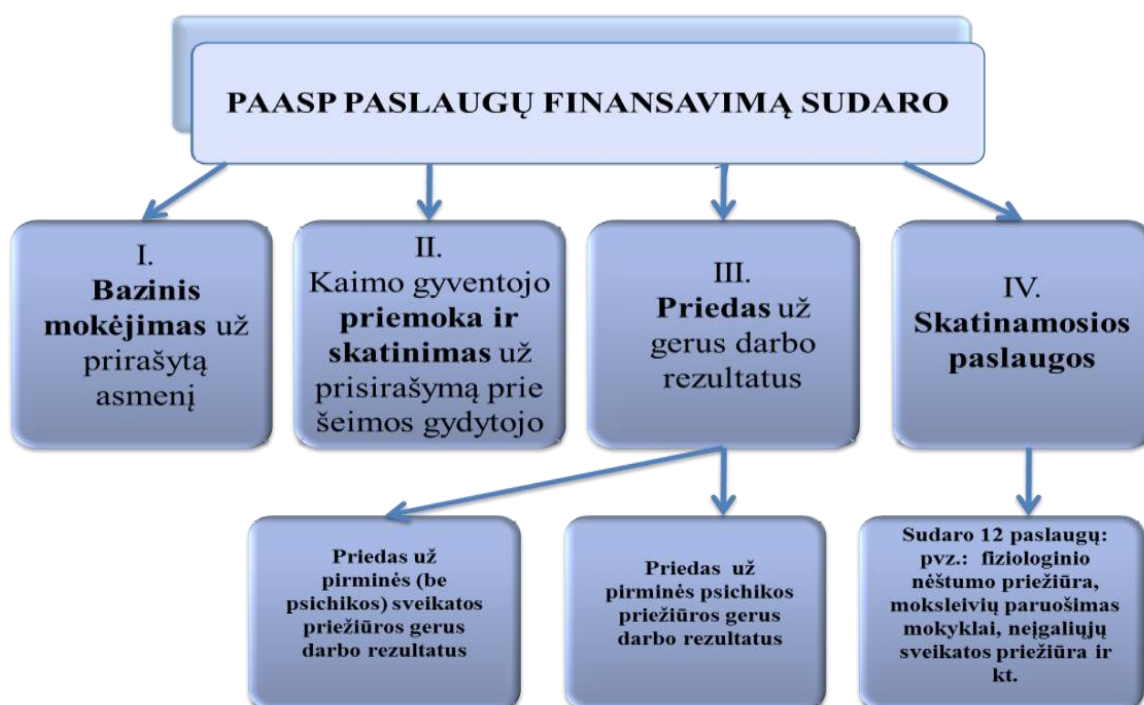 PAASP PASLAUGŲ FINANSAVIMĄ SUDARO
I.
Bazinis
mokėjimas už
prirašytą
asmenį
II.
Kaimo gyventojo
priemoka ir
skatinimas už
prisirašymą prie
šeimos gydytojo
III.
Priedas už
gerus darbo
rezultatus
IV.
Skatinamosios
paslaugos
Priedas už
pirminės (be
psichikos) sveikatos
priežiūros gerus
darbo rezultatus
Priedas už
pirminės psichikos
priežiūros gerus
darbo rezultatus
Sudaro 12 paslaugų:
pvz.: fiziologinio
nėštumo priežiūra,
moksleivių paruošimas
mokyklai, neįgaliųjų
sveikatos priežiūra ir
kt.